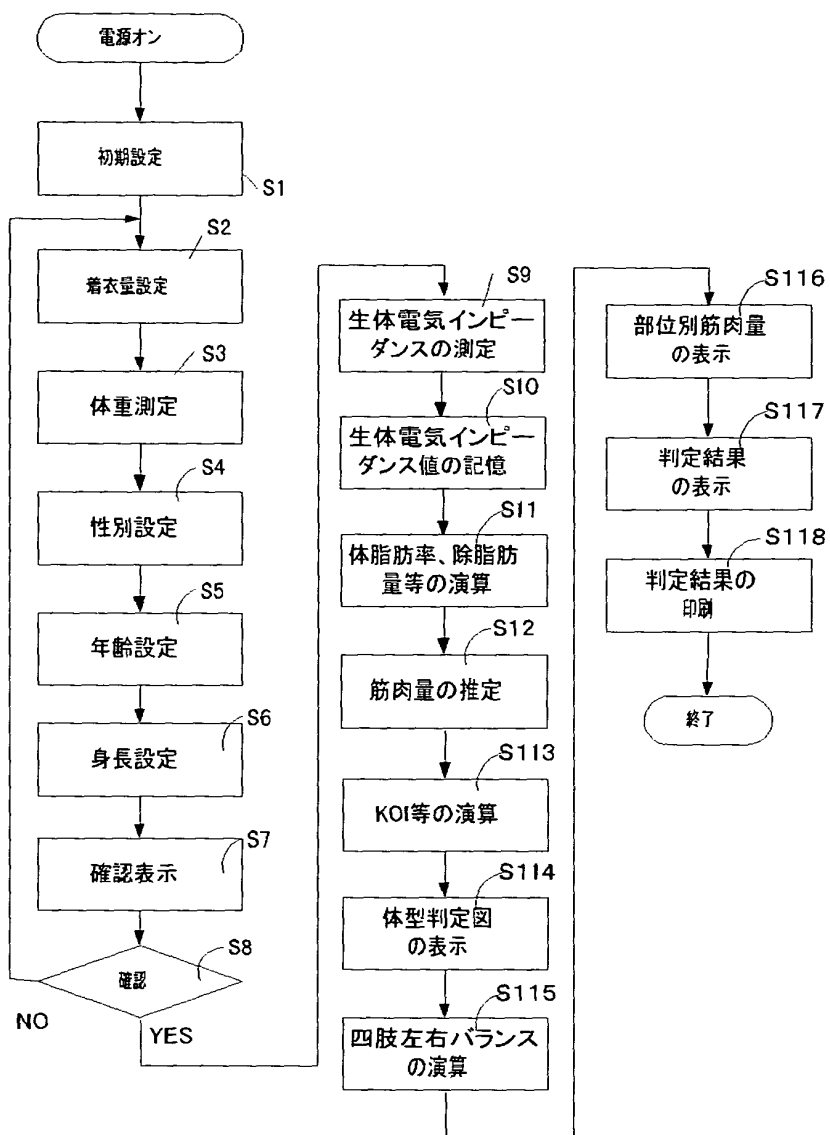 電源オン
初期設定
S1
S2
着衣量設定
S3
体重測定
S4
性別設定
S5
年齢設定
S6
身長設定
S7
確認表示
S8
確認
NO
YES
S9
生体電気インピー
ダンスの測定
S10
生体電気インピー
ダンス値の記憶
S11
体脂肪率、除脂肪
量等の演算
S12
筋肉量の推定
S113
KOI等の演算
S114
体型判定図
の表示
S115
四肢左右バランス
の演算
S116
部位別筋肉量
の表示
S117
判定結果
の表示
S118
判定結果の
印刷
終了